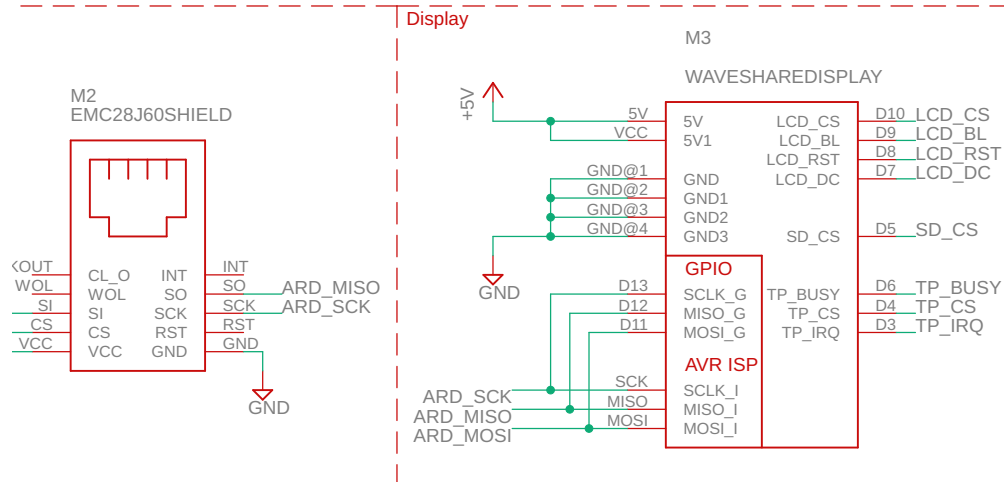 Display
M2
EMC28J60SHIELD
KOUT
CL_O
INT
INT
WOL
WOL
SO
SO
ARD_MISO
SI
SI
SCK
SCK
ARD_SCK
CS
CS
RST
RST
VCC
VCC
GND
GND
GND
M3
WAVESHAREDISPLAY
+5V
5V
5V
LCD_CS
D10
LCD_CS
VCC
5V1
LCD_BL
D9
LCD_BL
LCD_RST
D8
LCD_RST
GND@1
GND
LCD_DC
D7
LCD_DC
GND@2
GND1
GND@3
GND2
GND@4
GND3
SD_CS
D5
SD_CS
GND
GPIO
D13
SCLK_G
TP_BUSY
D6
TP_BUSY
D12
MISO_G
TP_CS
D4
TP_CS
D11
MOSI_G
TP_IRQ
D3
TP_IRQ
AVR ISP
ARD_SCK
SCK
SCLK_I
ARD_MISO
MISO
MISO_I
ARD_MOSI
MOSI
MOSI_I